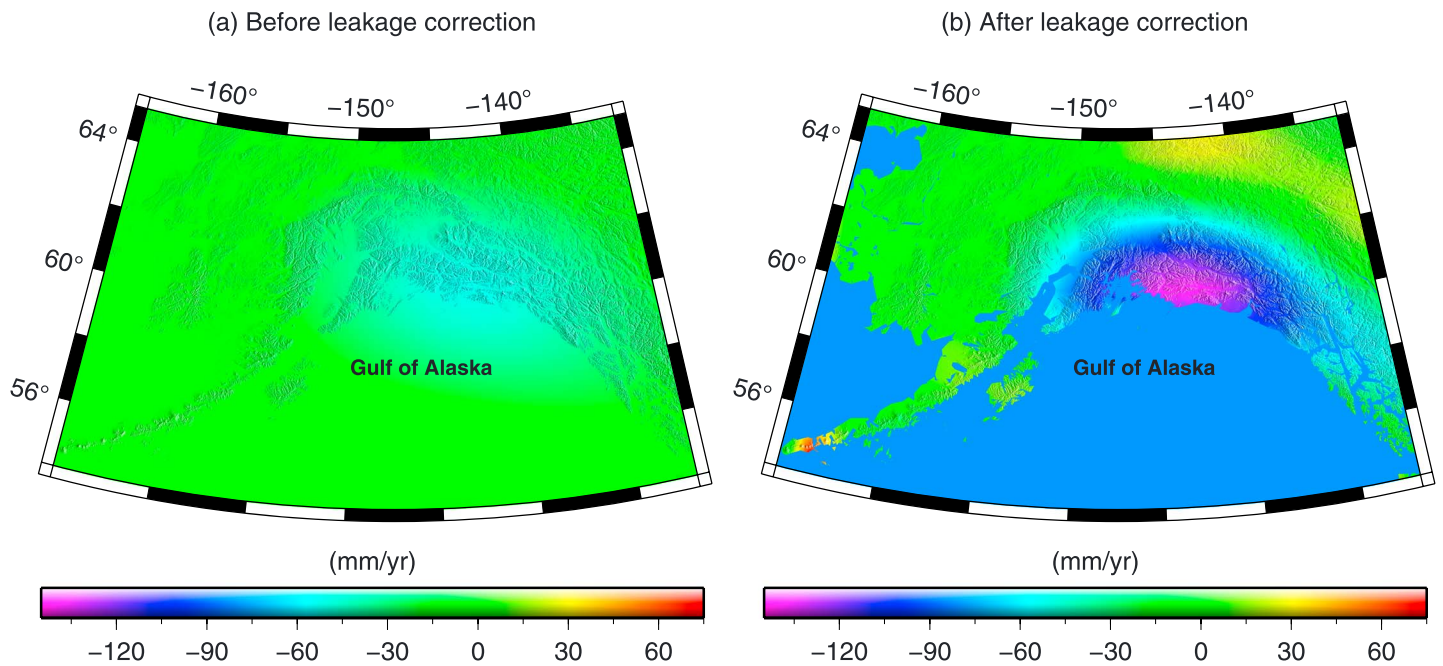 (a) Before leakage correction
(b) After leakage correction
−160° −150° −140°
64°
60°
56°
Gulf of Alaska
−160° −150° −140°
64°
60°
56°
Gulf of Alaska
(mm/yr)
−120 −90 −60 −30 0 30 60
(mm/yr)
−120 −90 −60 −30 0 30 60